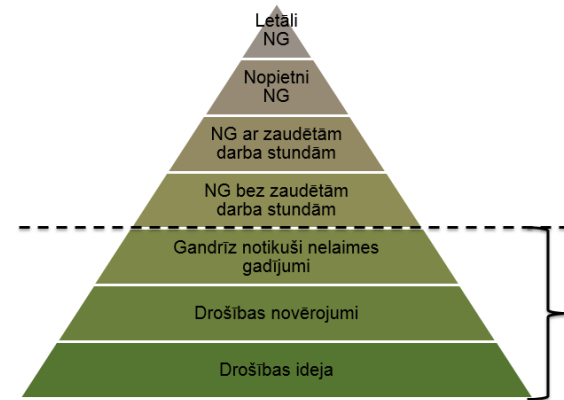 Letāli
NG
Nopietni
NG
NG ar zaudētām
darba stundām
NG bez zaudētām
darba stundām
Gandrīz notikuši nelaimes
gadījumi
Drošības novērojumi
Drošības ideja